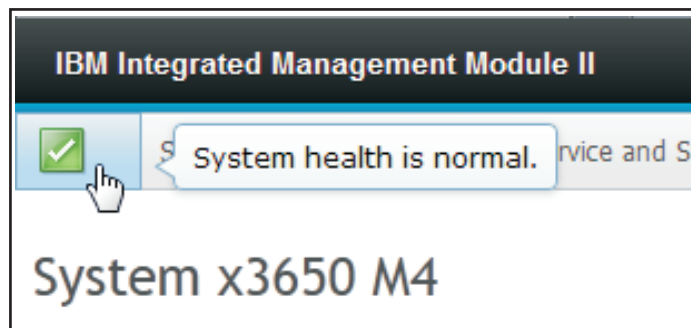 IBM Integrated Management Module II
System health is normal.
rvice and S
System x3650 M4